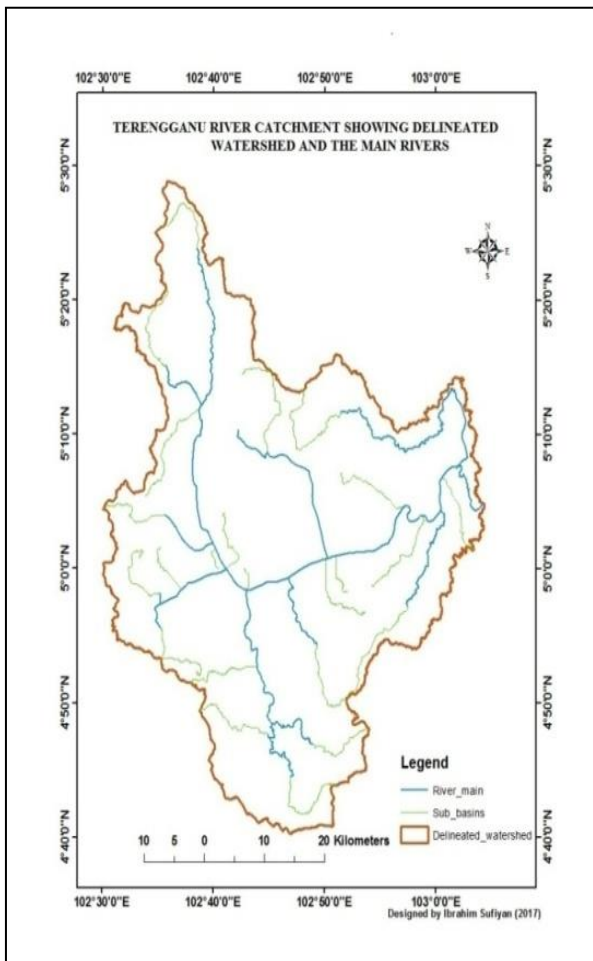 102°30'0"E 102°40'0"E 102°50'0"E 103°0'0"E
TERENGGANU RIVER CATCHMENT SHOWING DELINEATED
WATERSHED AND THE MAIN RIVERS
5°30'0"N 5°30'0"N
N
W E
S
5°20'0"N 5°20'0"N
5°10'0"N 5°10'0"N
5°0'0"N 5°0'0"N
4°50'0"N 4°50'0"N
Legend
River_main
Sub_basins
Delineated_watershed
4°40'0"N 4°40'0"N
10 5 0 10 20 Kilometers
102°30'0"E 102°40'0"E 102°50'0"E 103°0'0"E
Designed by Ibrahim Sufiyan (2017)